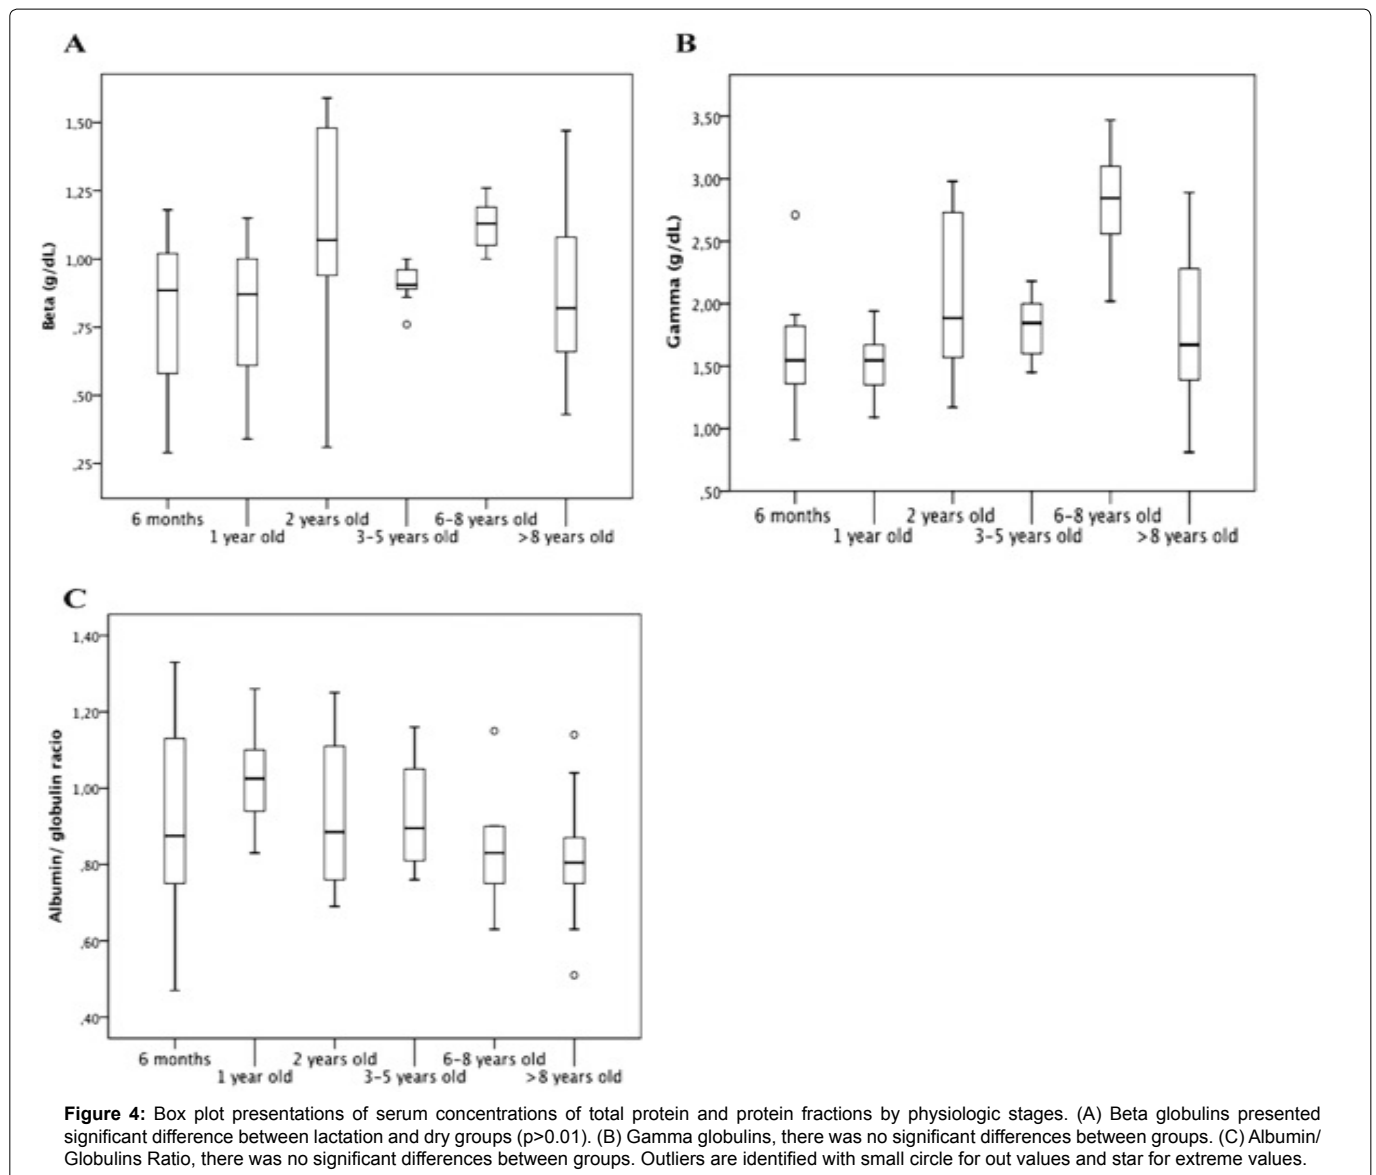 A
Beta (g/dL)
1,50
1,25
1,00
,75
,50
,25
6 months
1 year old
2 years old
3-5 years old
6-8 years old
>8 years old
B
Gamma (g/dL)
3,50
3,00
2,50
2,00
1,50
1,00
,50
6 months
1 year old
2 years old
3-5 years old
6-8 years old
>8 years old
C
Albumin/ globulin racio
1,40
1,20
1,00
,80
,60
,40
6 months
1 year old
2 years old
3-5 years old
6-8 years old
>8 years old
Figure 4: Box plot presentations of serum concentrations of total protein and protein fractions by physiologic stages. (A) Beta globulins presented
significant difference between lactation and dry groups (p>0.01). (B) Gamma globulins, there was no significant differences between groups. (C) Albumin/
Globulins Ratio, there was no significant differences between groups. Outliers are identified with small circle for out values and star for extreme values.